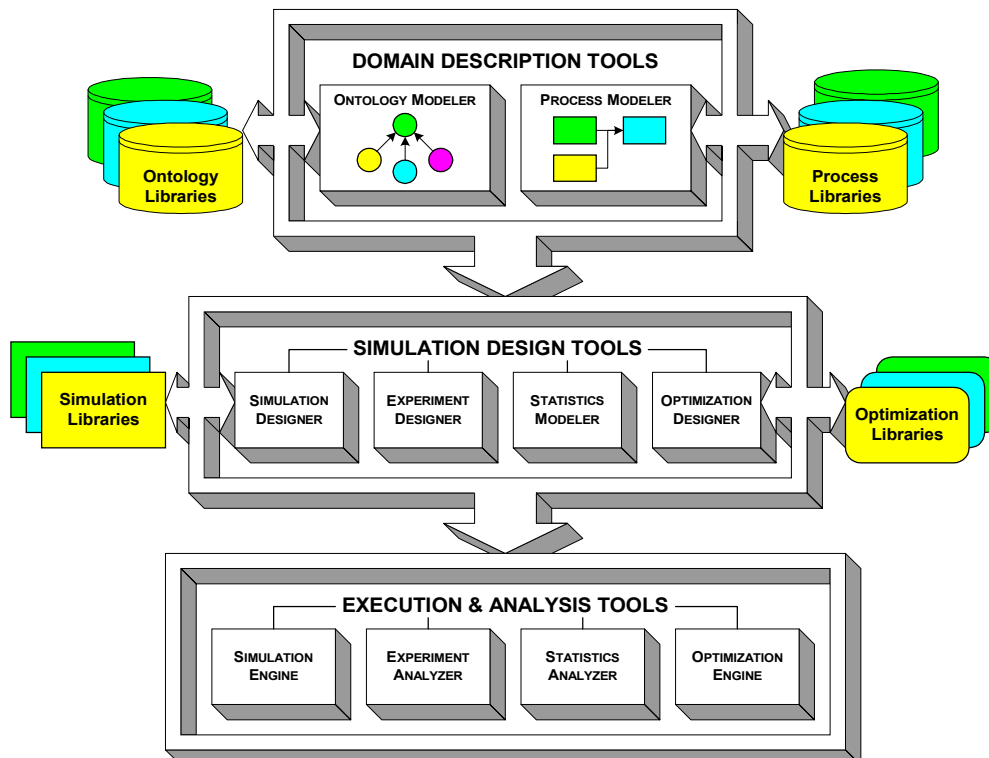 DOMAIN DESCRIPTION TOOLS
ONTOLOGY MODELER
PROCESS MODELER
Ontology
Libraries
Process
Libraries
SIMULATION DESIGN TOOLS
Simulation
Libraries
SIMULATION
DESIGNER
EXPERIMENT
DESIGNER
STATISTICS
MODELER
OPTIMIZATION
DESIGNER
Optimization
Libraries
EXECUTION & ANALYSIS TOOLS
SIMULATION
ENGINE
EXPERIMENT
ANALYZER
STATISTICS
ANALYZER
OPTIMIZATION
ENGINE